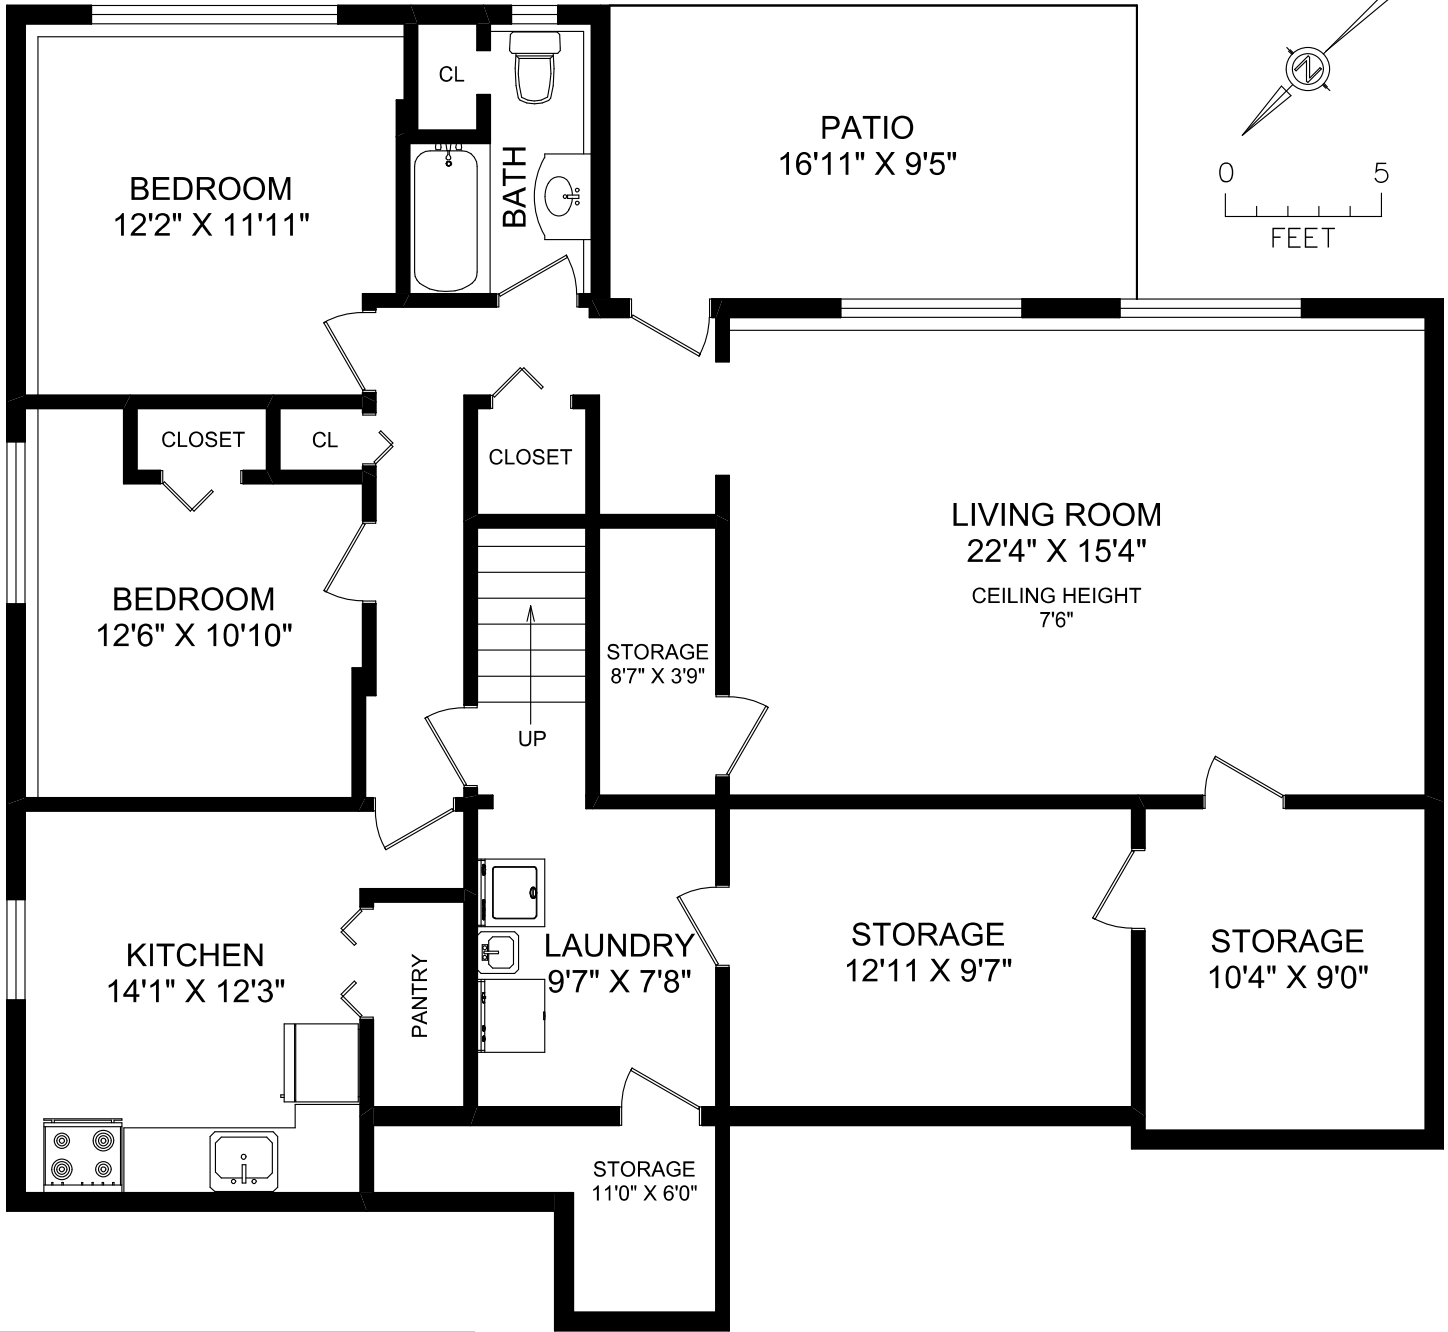 CL
BATH
PATIO
16'11" X 9'5"
N
0 5
FEET
BEDROOM
12'2" X 11'11"
CLOSET
CL
CLOSET
LIVING ROOM
22'4" X 15'4"
CEILING HEIGHT
7'6"
BEDROOM
12'6" X 10'10"
STORAGE
8'7" X 3'9"
UP
KITCHEN
14'1" X 12'3"
PANTRY
LAUNDRY
9'7" X 7'8"
STORAGE
12'11 X 9'7"
STORAGE
10'4" X 9'0"
STORAGE
11'0" X 6'0"